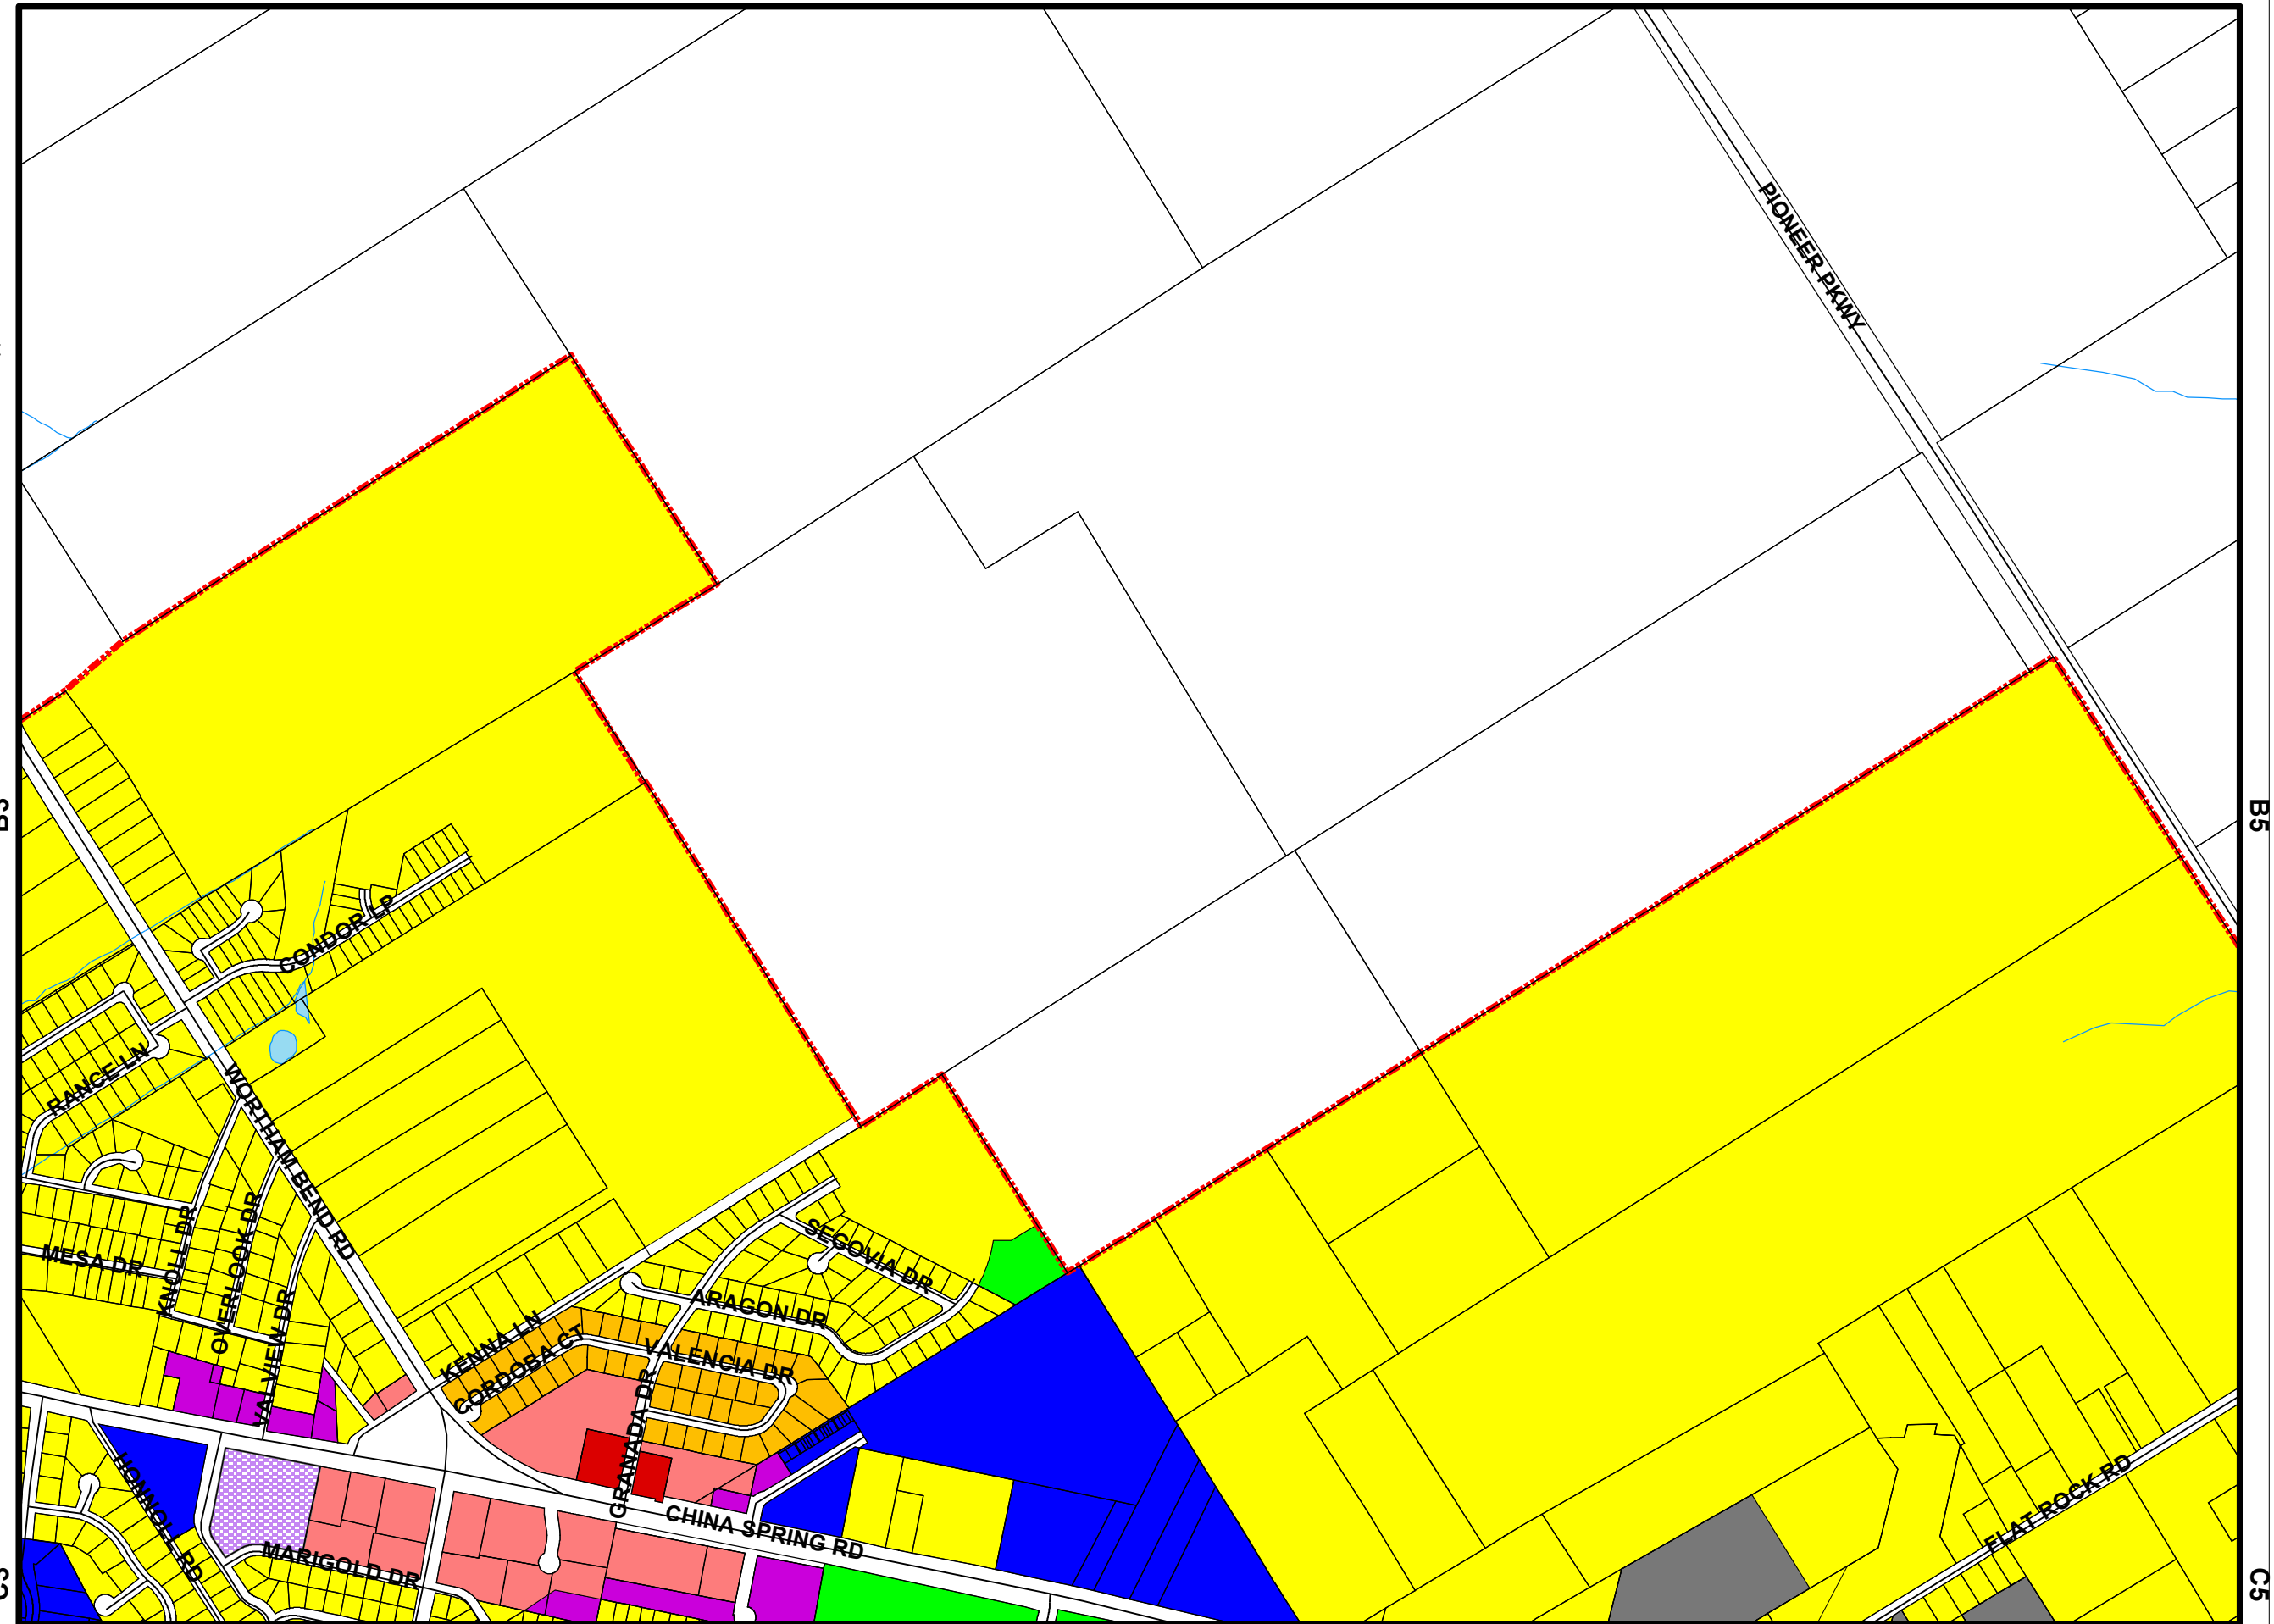 PIONEER PKWY
B3
B5
CONDOR LP
RANCE LN
WORTHAM BEND RD
SEGOVIA DR
MESA DR
KNOLL DR
OVERLOOK DR
VALVIEW DR
ARAGON DR
KENNA LN
CORDOBA CT
VALENCIA DR
GRANADA DR
HONNOL RD
CHINA SPRING RD
MARIGOLD DR
FLAT ROCK RD
C3
C5